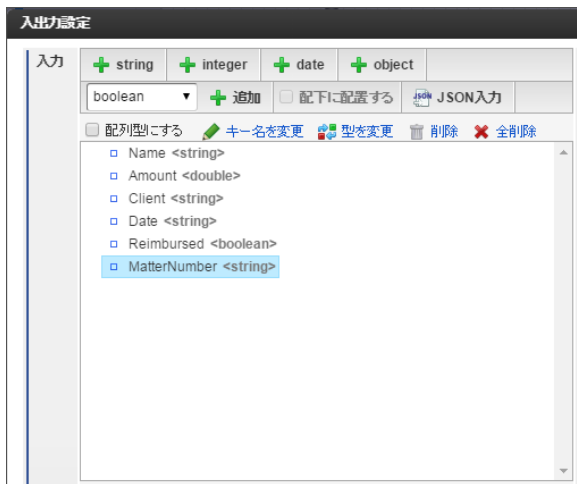 入出力設定
入力
string integer date object
boolean 追加 配下に配置する JSON JSON入力
配列型にする キー名を変更 型を変更 削除 全削除
Name <string>
Amount <double>
Client <string>
Date <string>
Reimbursed <boolean>
MatterNumber <string>